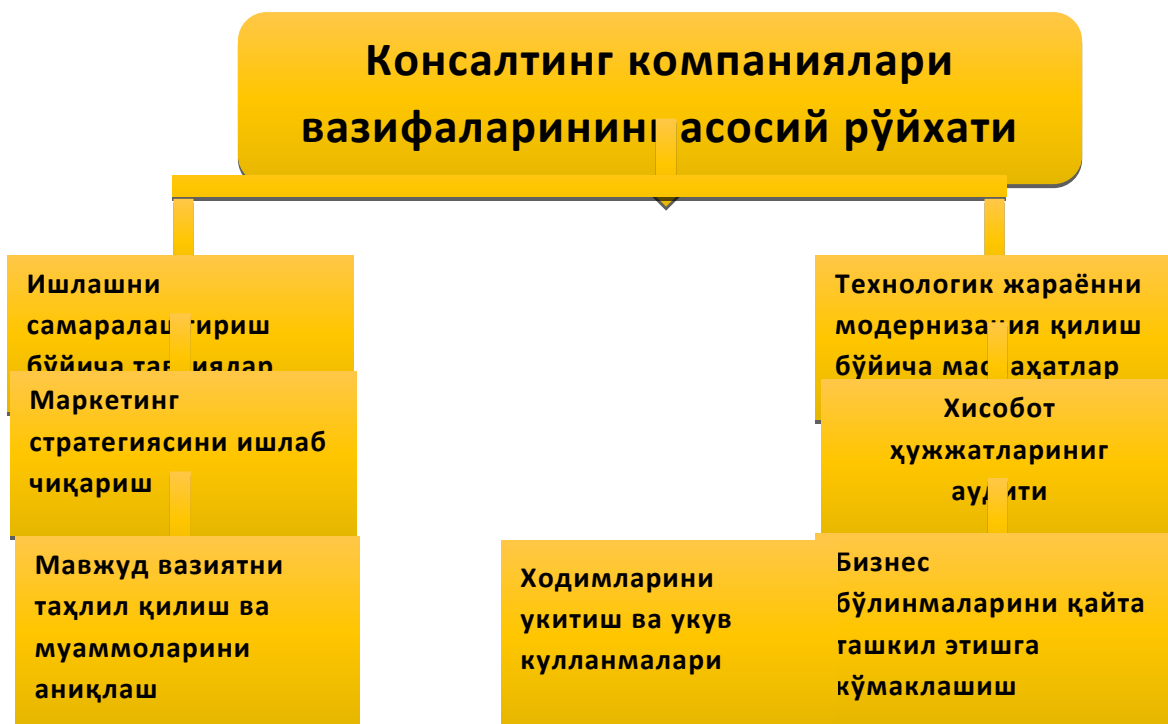 Консалтинг компаниялари
вазифаларининг асосий рўйхати
Ишлашни
самаралаштириш
бўйича тавсиялар
Маркетинг
стратегиясини ишлаб
чиқариш
Мавжуд вазиятни
таҳлил қилиш ва
муаммоларини
аниқлаш
Ходимларини
укитиш ва укув
кулланмалари
Технологик жараённи
модернизация қилиш
бўйича маслаҳатлар
Хисобот
ҳужжатлариниг
аудити
Бизнес
бўлинмаларини қайта
ташкил этишга
кўмаклашиш